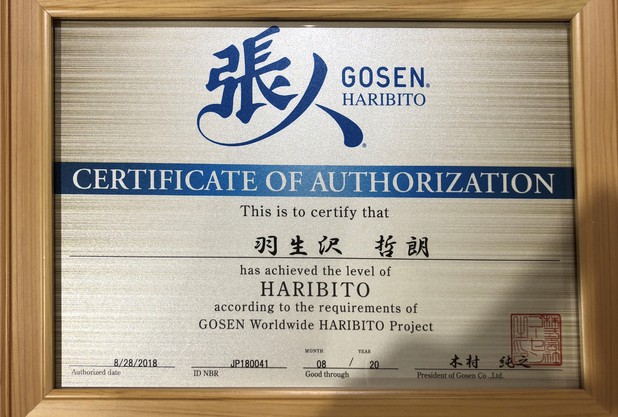 張人 GOSEN®
HARIBITO
CERTIFICATE OF AUTHORIZATION
This is to certify that
羽生沢 哲朗
has achieved the level of
HARIBITO
according to the requirements of
GOSEN Worldwide HARIBITO Project
8/28/2018 JP180041 MONTH 08 / YEAR 20 木村 純之
Authorized date ID NBR Good through President of Gosen Co.,Ltd.